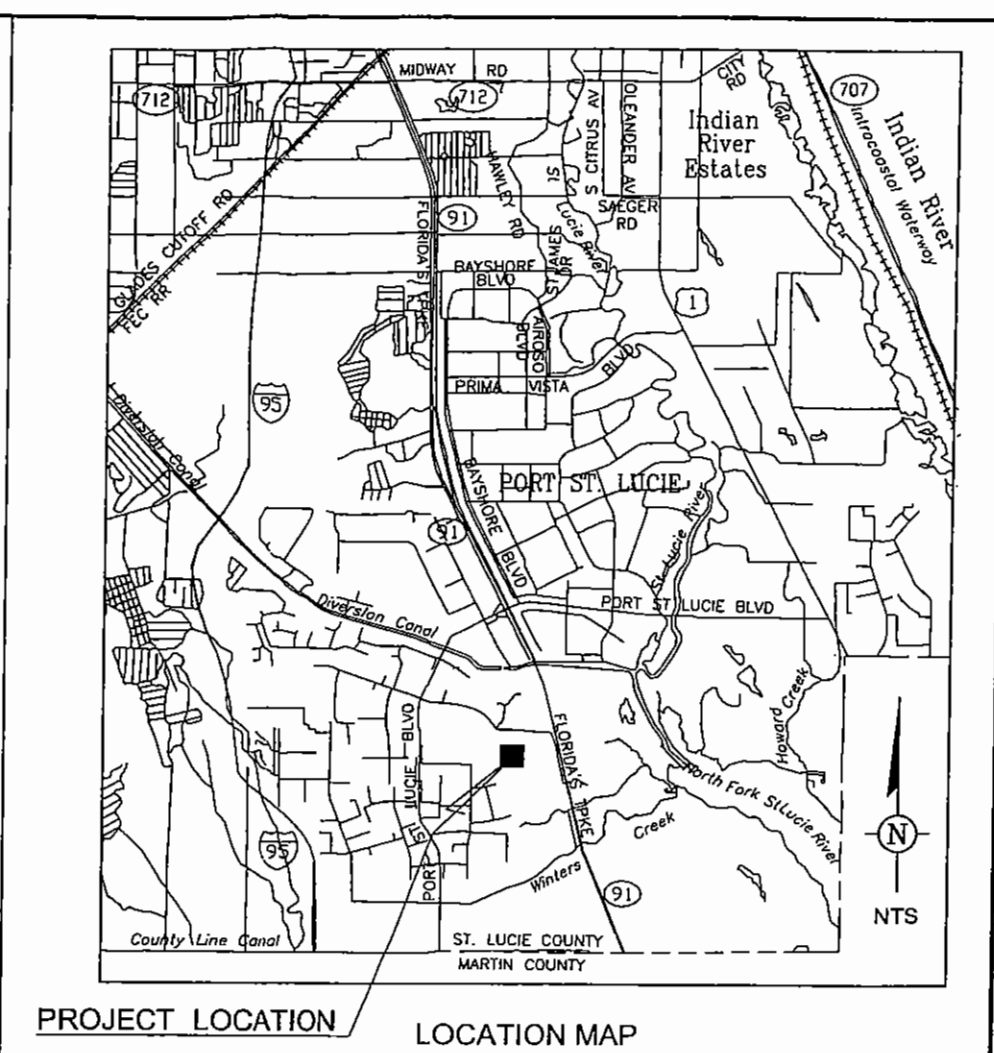 MIDWAY RD
CITY
RD
712
712
707
Indian River
Intracoastal Waterway
S CITRUS AV
OLEANDER AV
Indian
River
Estates
HAWLEY RD
St
Lucie River
SAEGER
RD
91
GLADES CUTOFF RD
FEC RR
FLORIDA'S TPKE
ST JAMES
DR
BAYSHORE
BLVD
1
AIROSO
BLVD
BLVD
PRIMA VISTA
95
Diversion Canal
BAYSHORE BLVD
PORT ST. LUCIE
91
St Lucie River
Diversion Canal
PORT ST LUCIE BLVD
Howard Creek
PORT ST. LUCIE BLVD
FLORIDA'S TPKE
North Fork St Lucie River
Creek
Winters
95
91
N
NTS
County Line Canal
ST. LUCIE COUNTY
MARTIN COUNTY
PROJECT LOCATION
LOCATION MAP